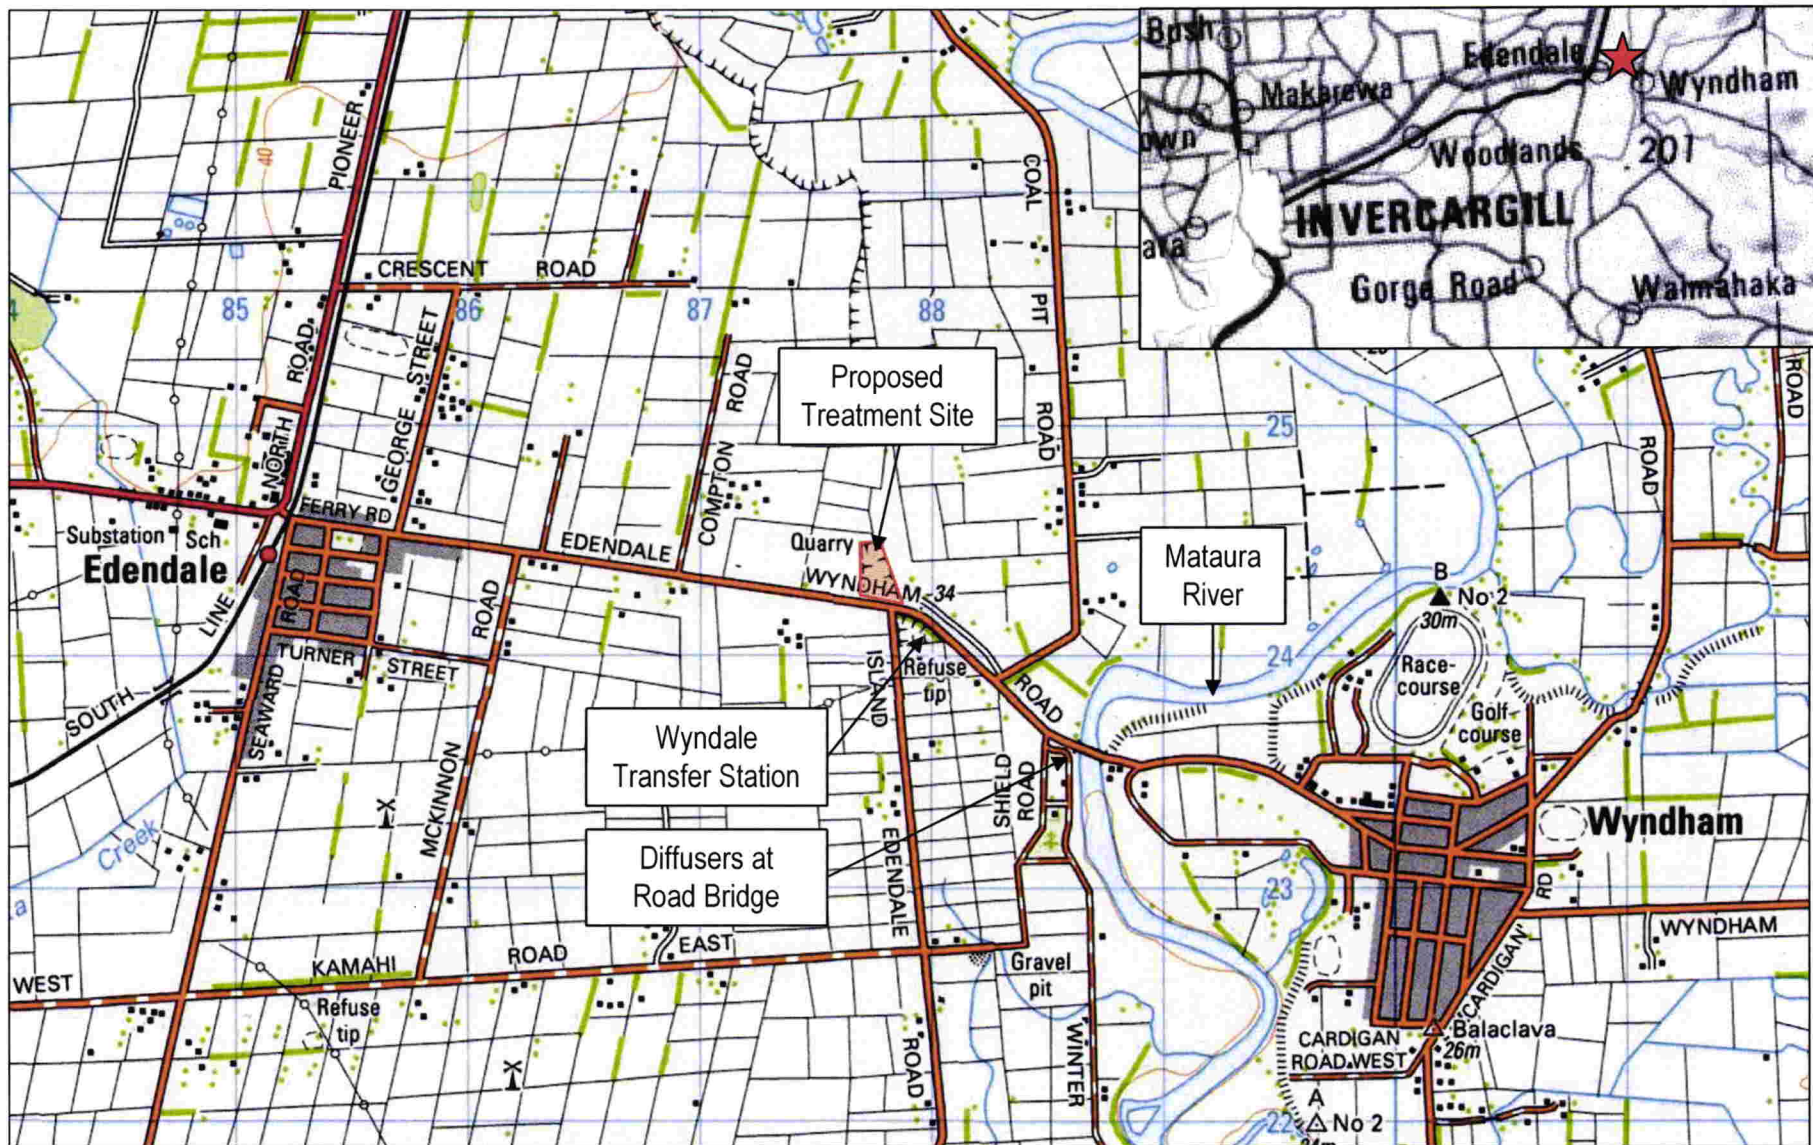 Bush
Edendale
Wyndham
Makarewa
own
Woodlands
201
INVERCARGILL
Gorge Road
Waimahaka
PIONEER
40
COAL
CRESCENT ROAD
85
86
87
88
PIT
ROAD
ROAD
STREET
ROAD
Proposed
Treatment Site
ROAD
ROAD
25
NORTH
GEORGE
COMPTON
FERRY RD
Substation
Sch
Edendale
EDENDALE
Quarry
WYNDHAM
34
Mataura
River
B
No 2
30m
LINE
ROAD
ROAD
TURNER
STREET
ISLAND
Refuse
tip
24
Race-
course
SOUTH
SEAWARD
ROAD
Golf-
course
Wyndale
Transfer Station
MCKINNON
SHIELD
ROAD
Wyndham
Creek
EDENDALE
Diffusers at
Road Bridge
23
RD
WYNDHAM
WEST
KAMAHI
ROAD
EAST
Gravel
pit
'CARDIGAN'
Refuse
tip
ROAD
WINTER
CARDIGAN
ROAD WEST
Balaclava
26m
A
22
No 2